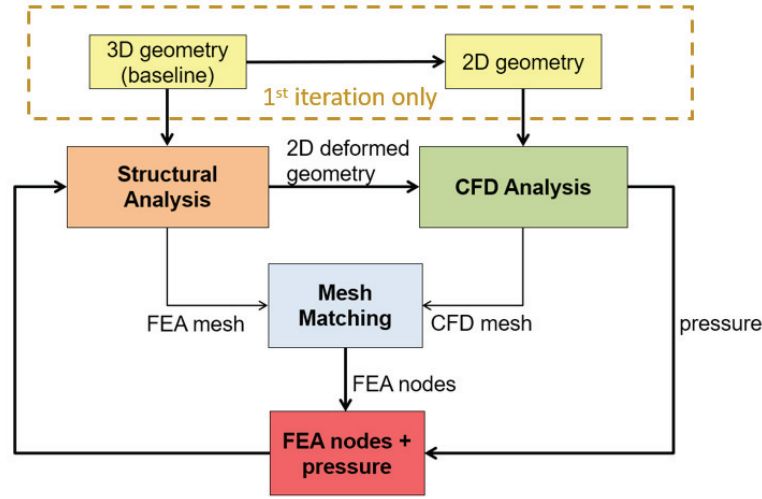 3D geometry
(baseline)
2D geometry
1st iteration only
2D deformed
geometry
Structural
Analysis
CFD Analysis
Mesh
Matching
FEA mesh
CFD mesh
pressure
FEA nodes
FEA nodes +
pressure